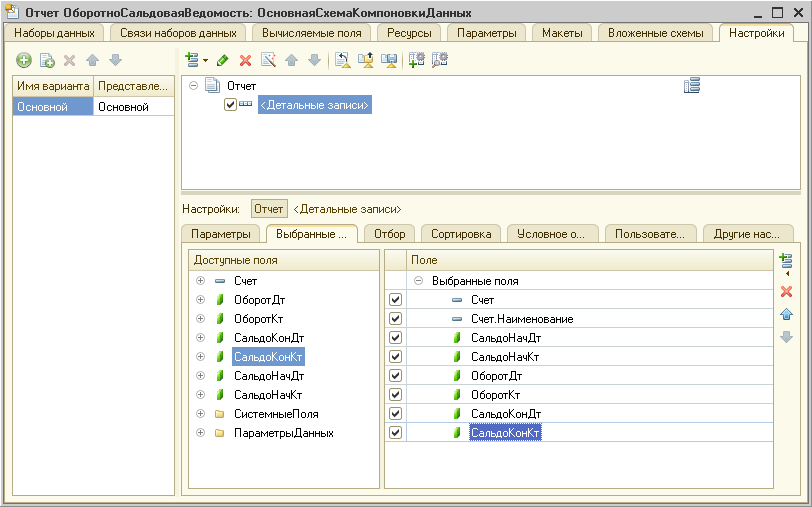 Отчет ОборотноСальдоваяВедомость: ОсновнаяСхемаКомпоновкиДанных
Наборы данных Связи наборов данных Вычисляемые поля Ресурсы Параметры Макеты Вложенные схемы Настройки
Имя варианта Представле...
Основной Основной
Отчет
<Детальные записи>
Настройки: Отчет <Детальные записи>
Параметры Выбранные ... Отбор Сортировка Условное о... Пользовате... Другие нас...
Доступные поля
Счет
ОборотДт
ОборотКт
СальдоКонДт
СальдоКонКт
СальдоНачДт
СальдоНачКт
СистемныеПоля
ПараметрыДанных
Поле
Выбранные поля
Счет
Счет.Наименование
СальдоНачДт
СальдоНачКт
ОборотДт
ОборотКт
СальдоКонДт
СальдоКонКт